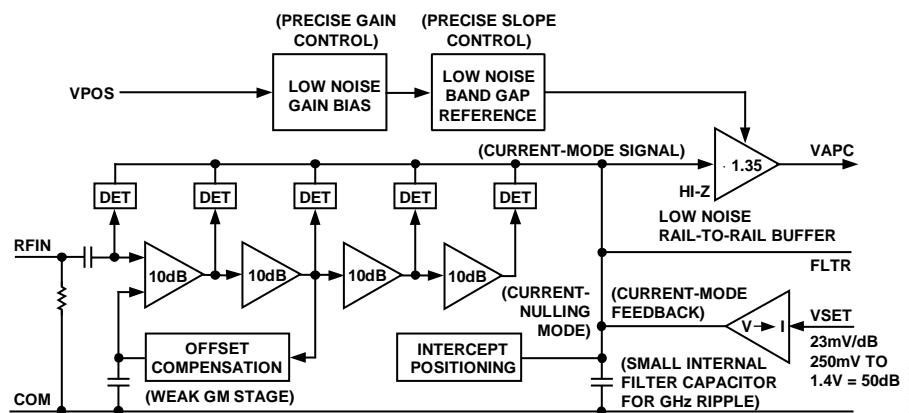 (PRECISE GAIN
CONTROL)
(PRECISE SLOPE
CONTROL)
VPOS
LOW NOISE
GAIN BIAS
LOW NOISE
BAND GAP
REFERENCE
(CURRENT-MODE SIGNAL)
· 1.35
VAPC
HI-Z
DET
DET
DET
DET
DET
LOW NOISE
RAIL-TO-RAIL BUFFER
RFIN
FLTR
10dB
10dB
10dB
10dB
(CURRENT-
NULLING
MODE)
(CURRENT-MODE
FEEDBACK)
V
I
VSET
23mV/dB
250mV TO
1.4V = 50dB
OFFSET
COMPENSATION
INTERCEPT
POSITIONING
(WEAK GM STAGE)
(SMALL INTERNAL
FILTER CAPACITOR
FOR GHz RIPPLE)
COM